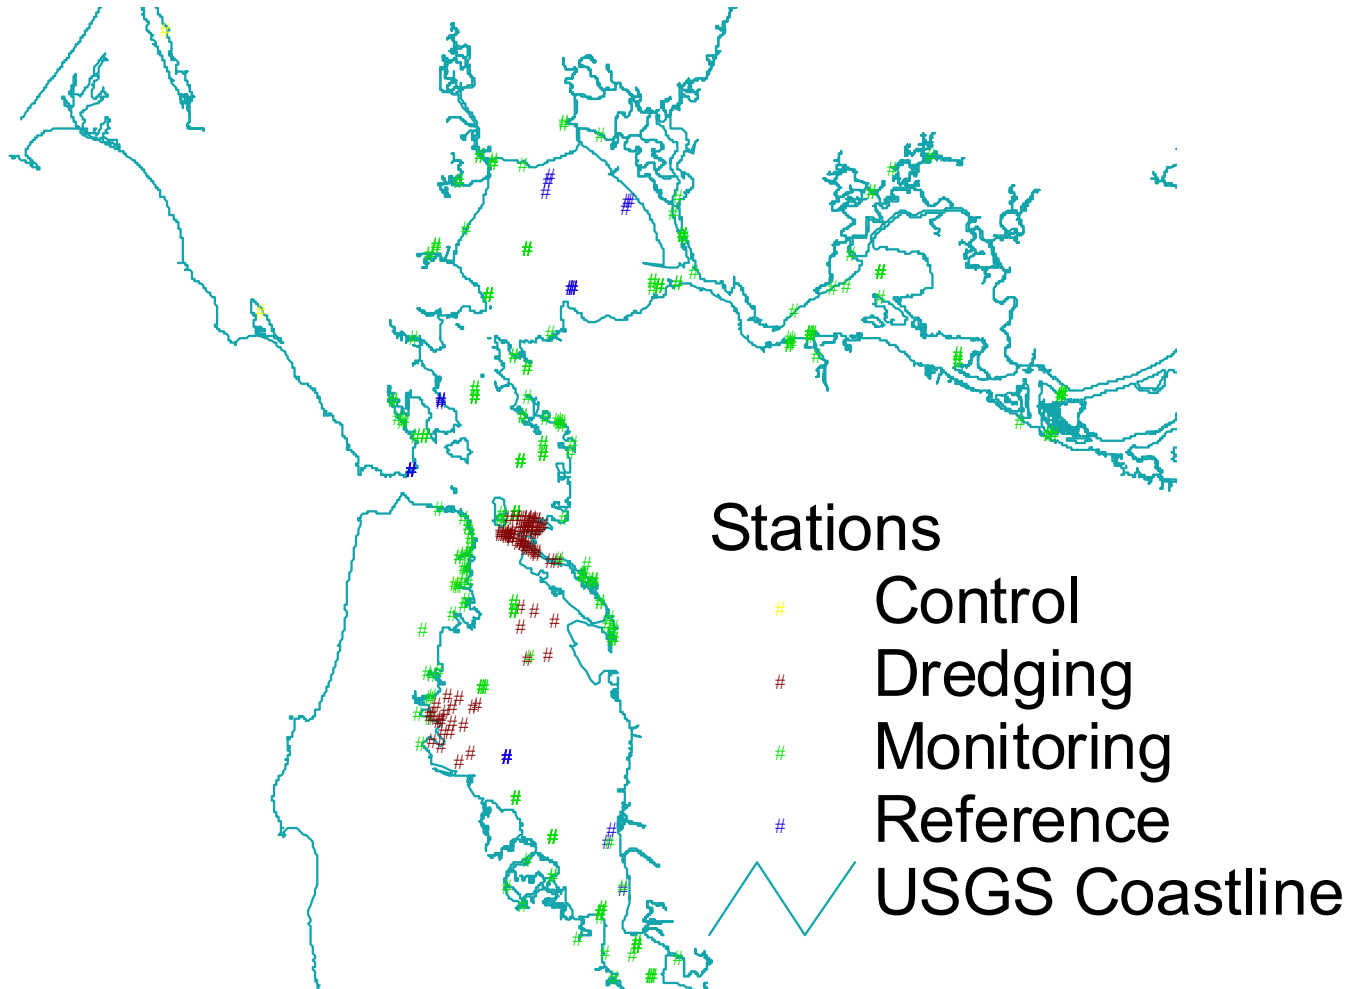 Stations
Control
# Dredging
# Monitoring
# Reference
USGS Coastline